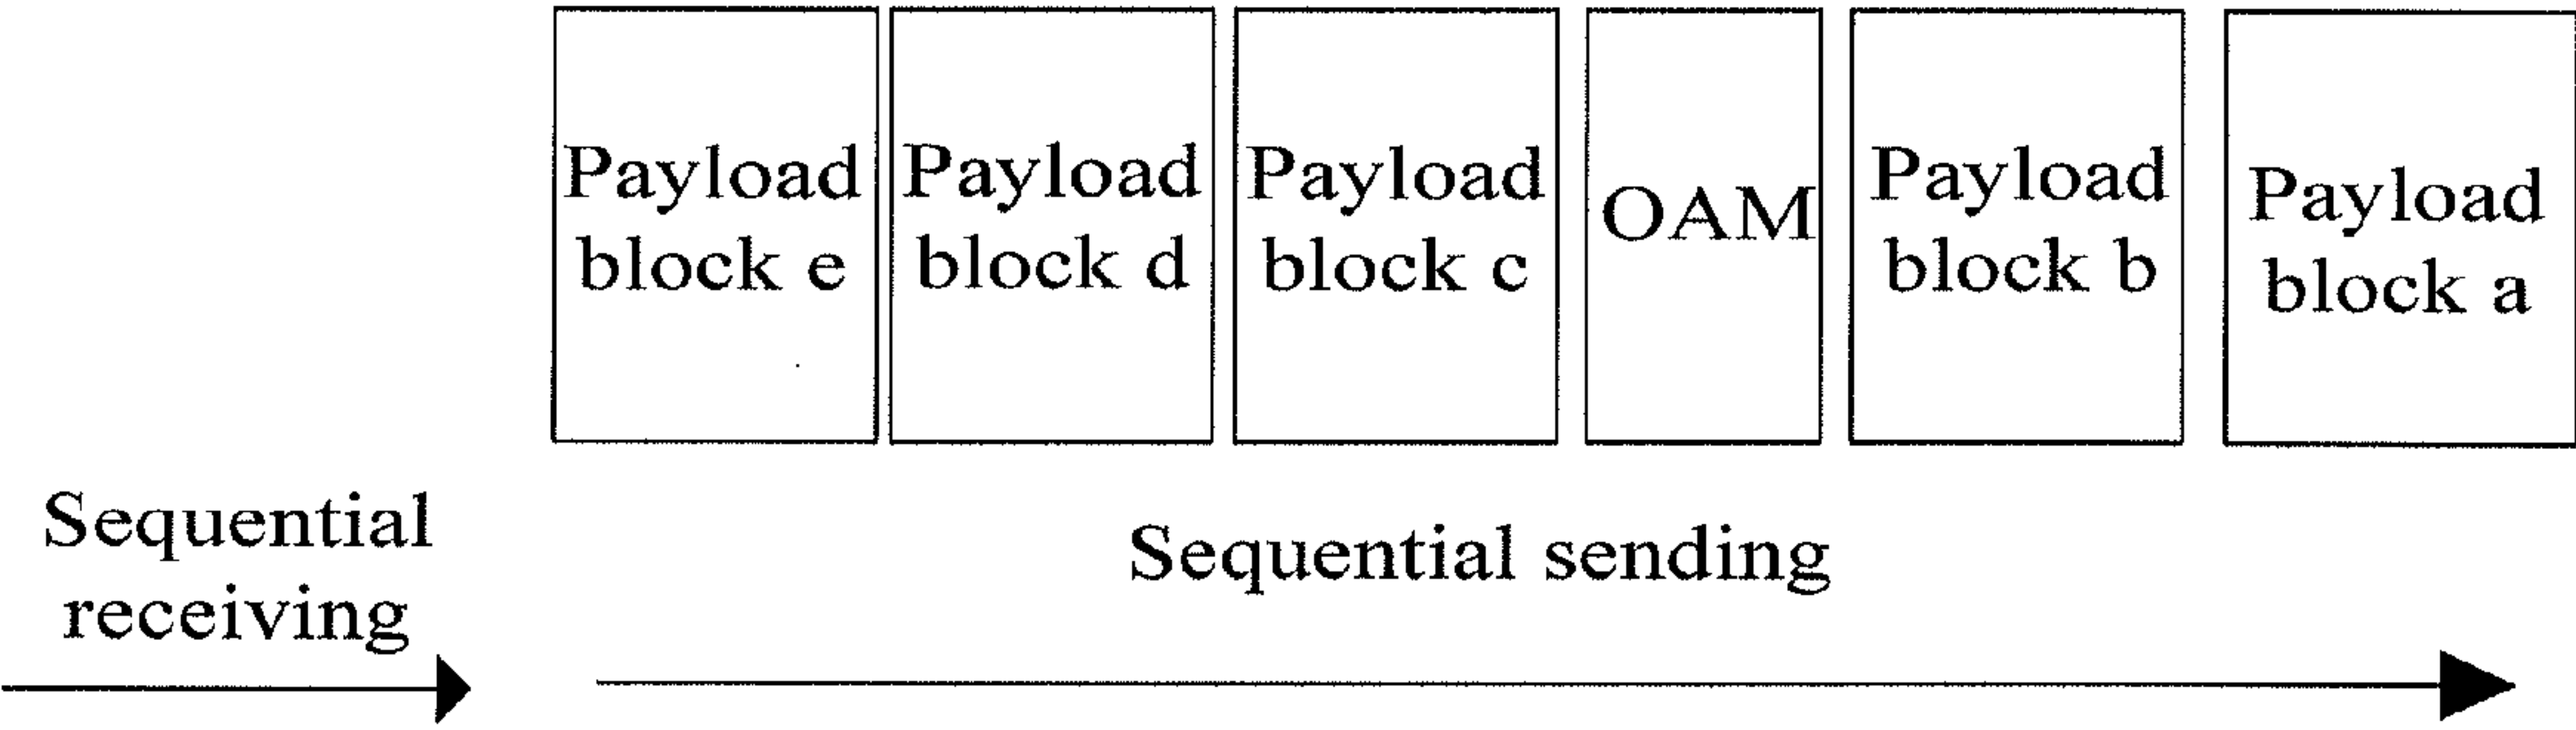 Payload
block e
Payload
block d
Payload
block c
OAM
Payload
block b
Payload
block a
Sequential
receiving
Sequential sending